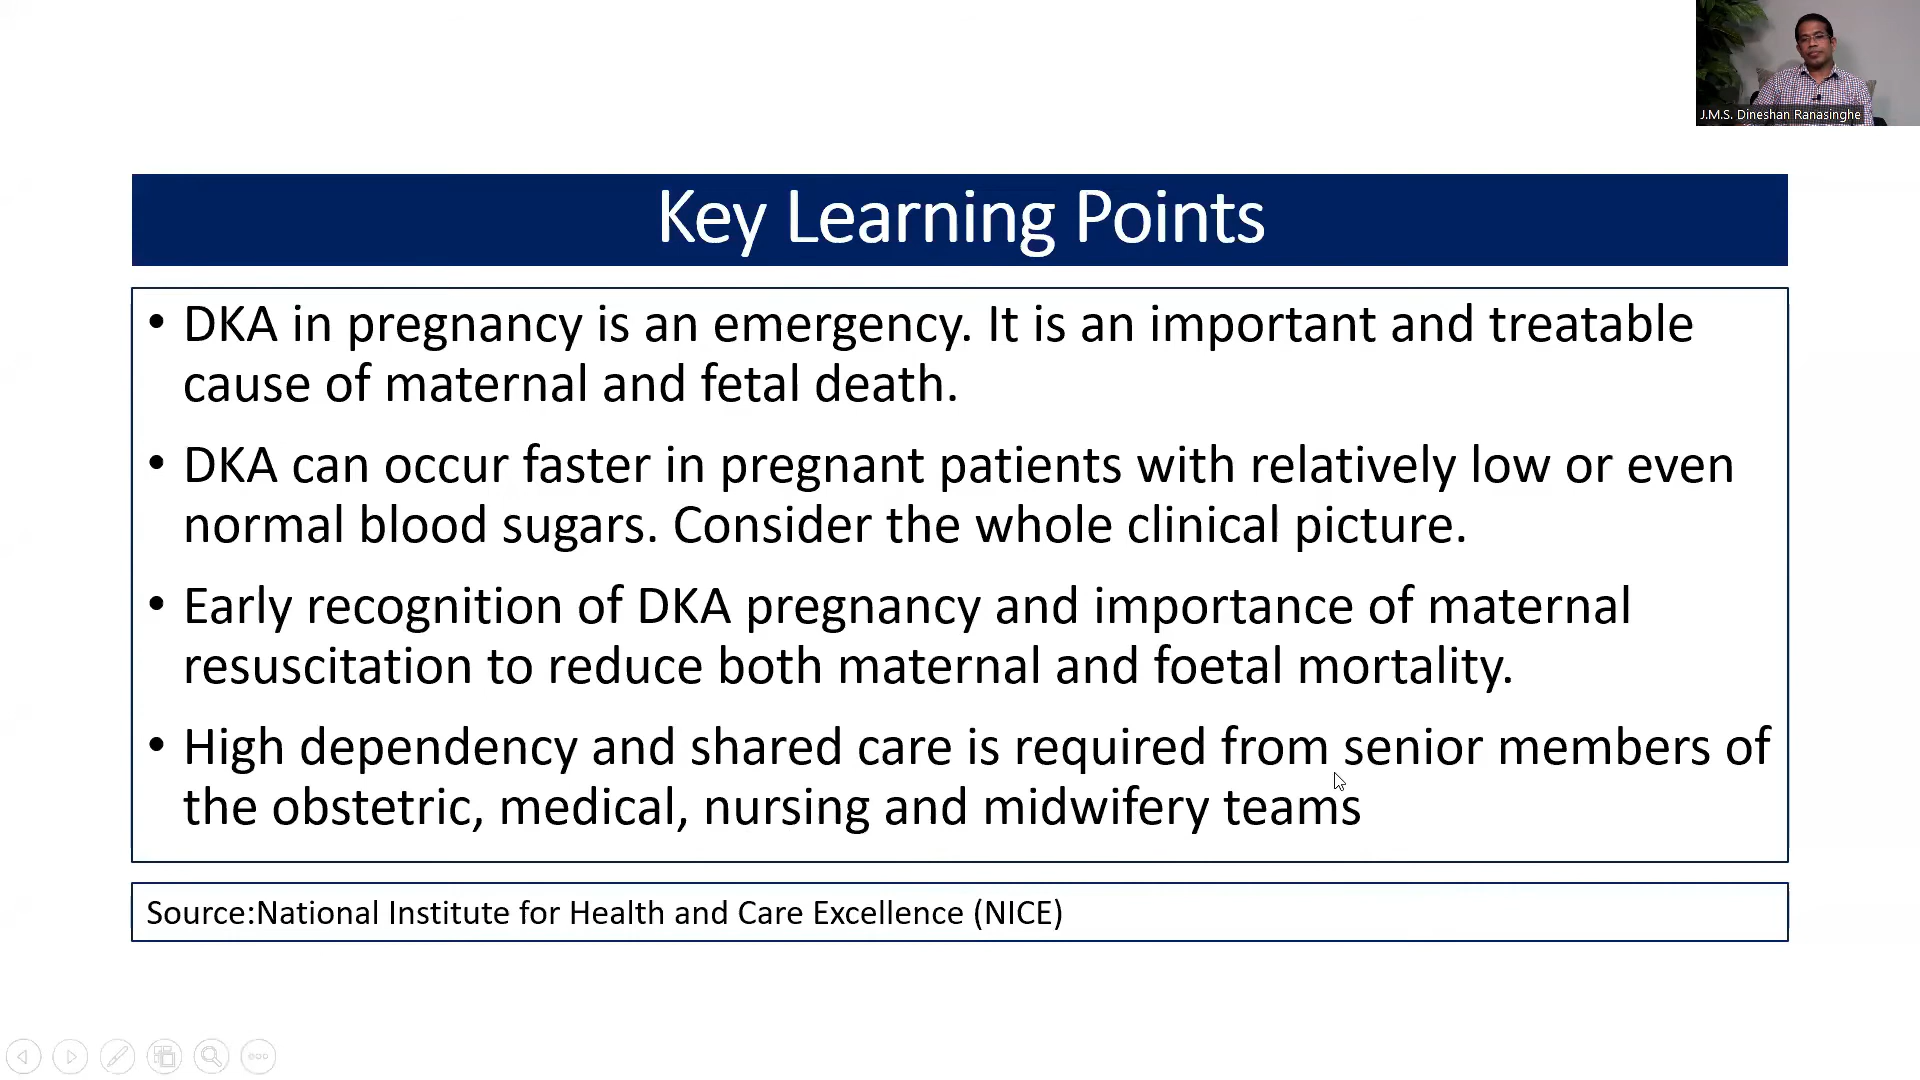 J.M.S. Dineshan Ranasinghe
Key Learning Points
• DKA in pregnancy is an emergency. It is an important and treatable
cause of maternal and fetal death.
• DKA can occur faster in pregnant patients with relatively low or even
normal blood sugars. Consider the whole clinical picture.
• Early recognition of DKA pregnancy and importance of maternal
resuscitation to reduce both maternal and foetal mortality.
• High dependency and shared care is required from senior members of
the obstetric, medical, nursing and midwifery teams
Source:National Institute for Health and Care Excellence (NICE)